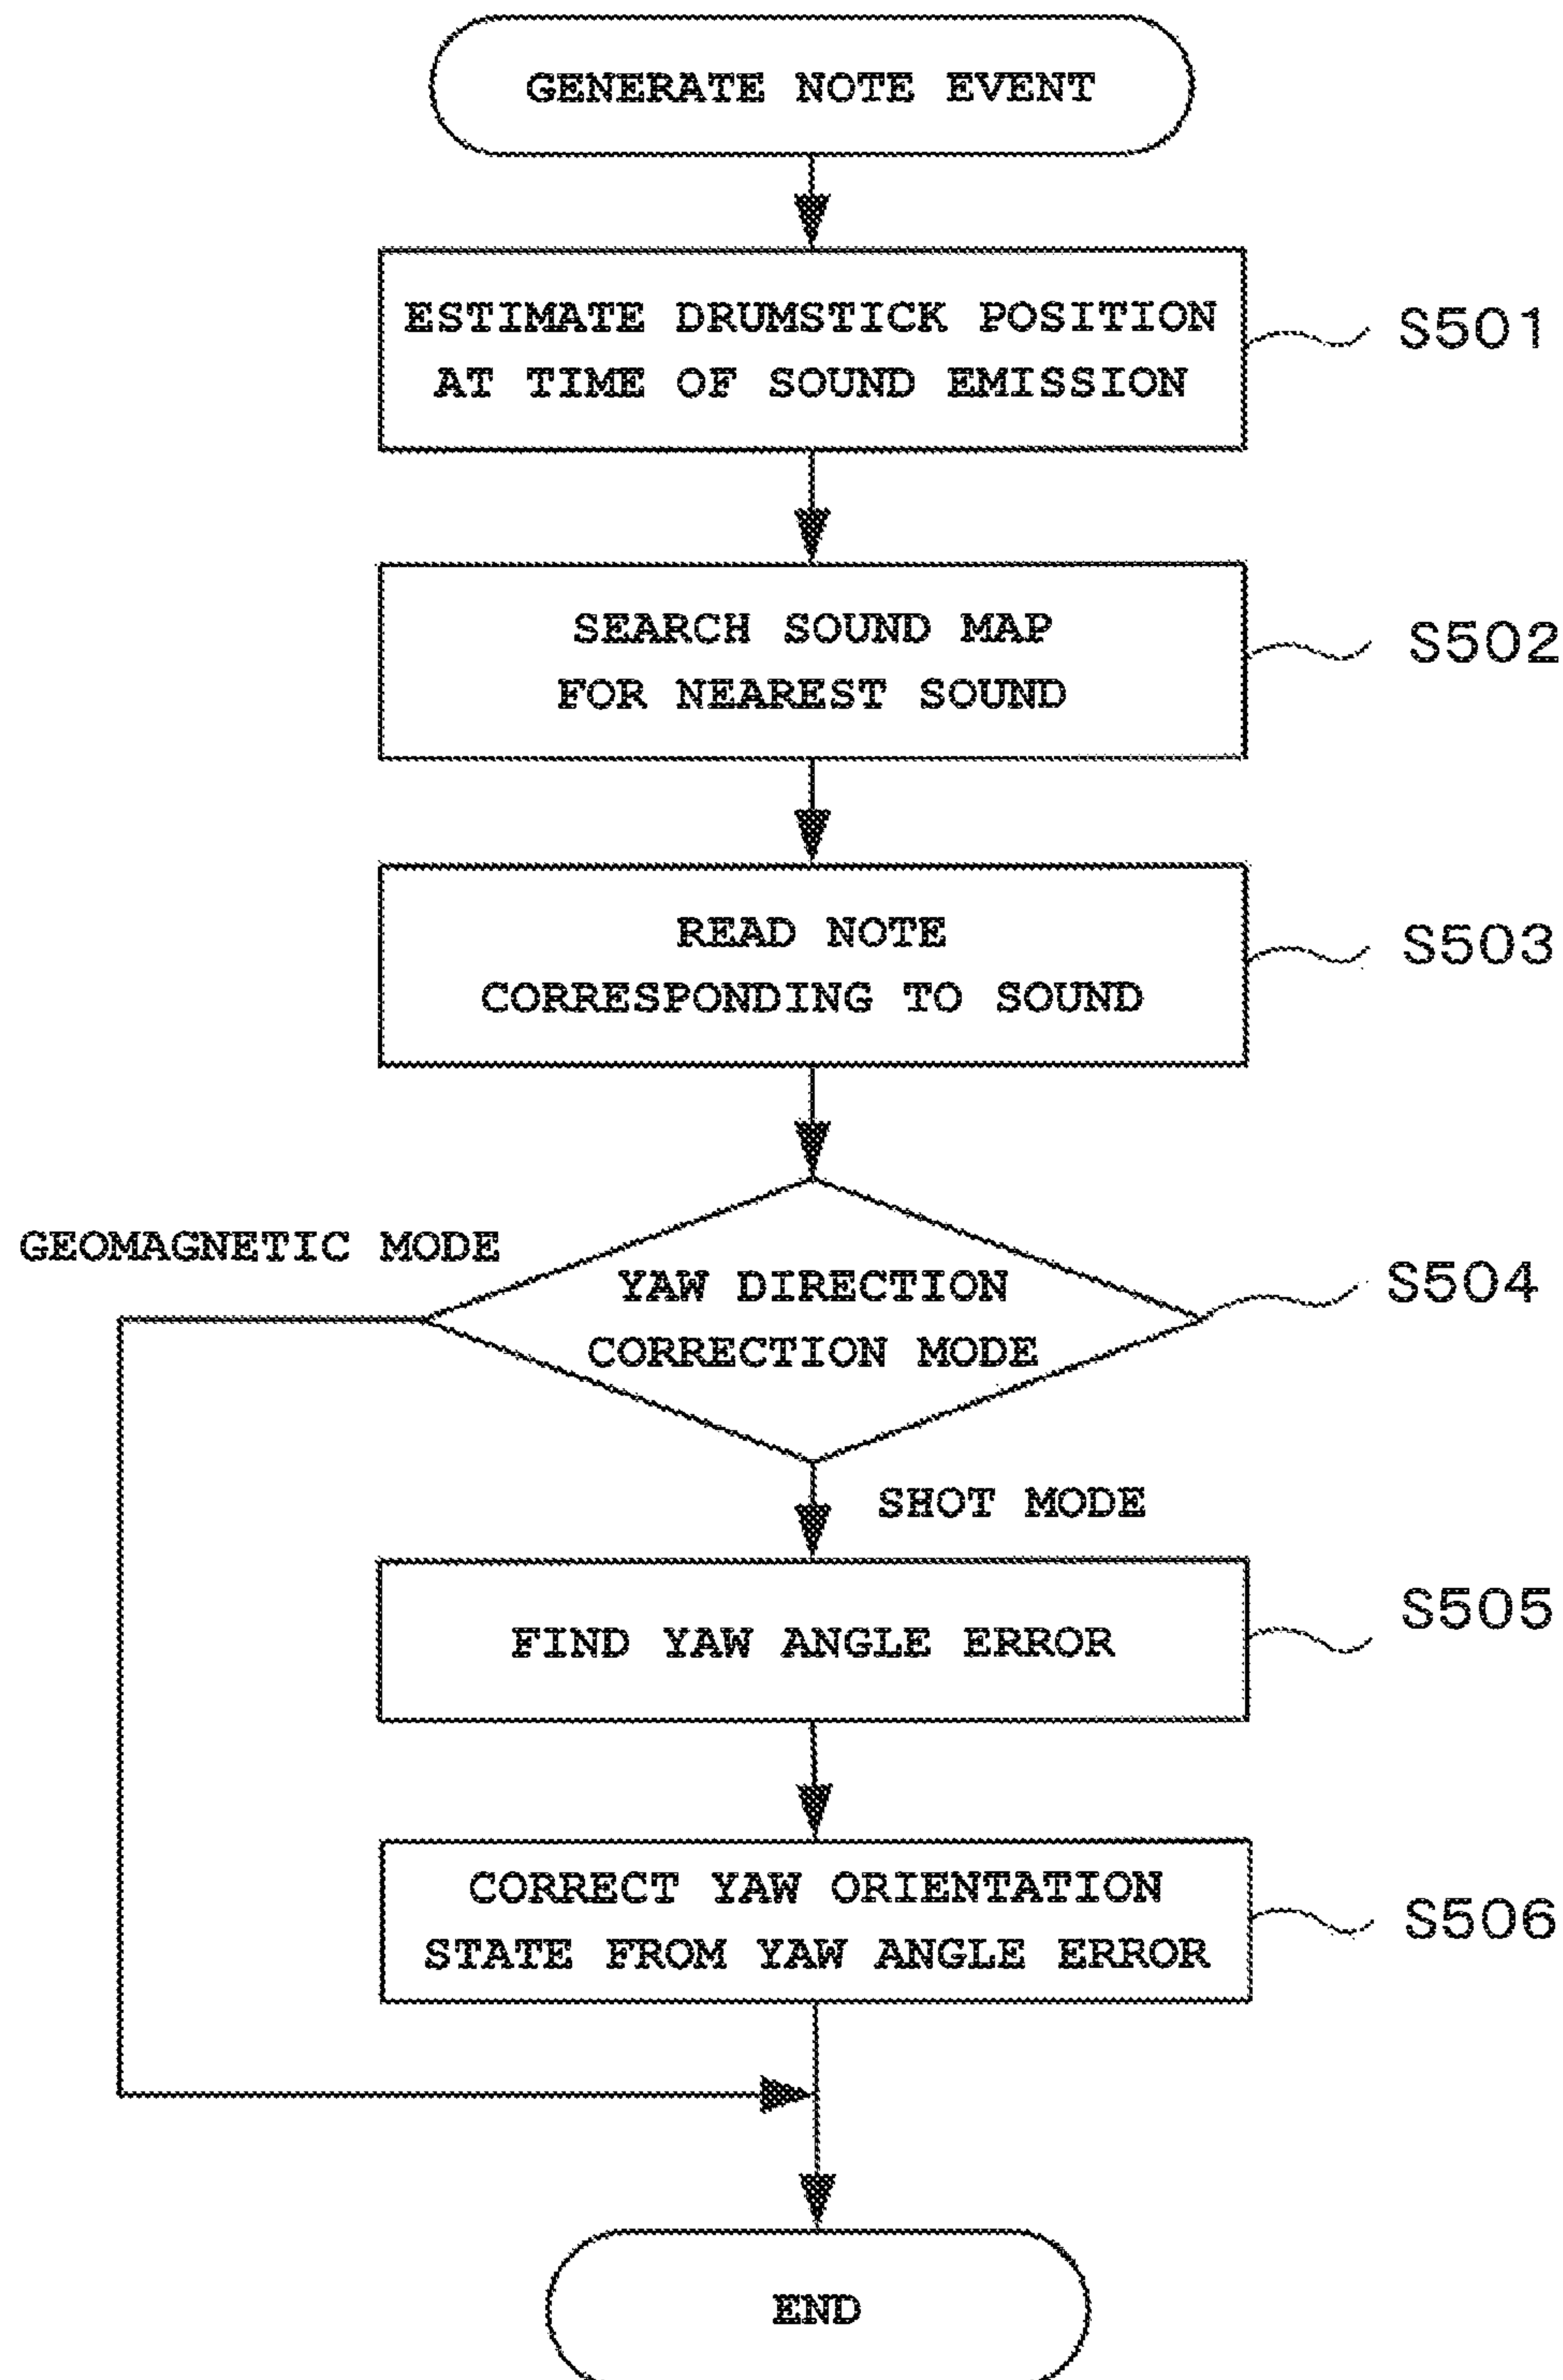 GENERATE NOTE EVENT
ESTIMATE DRUMSTICK POSITION
AT TIME OF SOUND EMISSION
S501
SEARCH SOUND MAP
FOR NEAREST SOUND
S502
READ NOTE
CORRESPONDING TO SOUND
S503
GEOMAGNETIC MODE
YAW DIRECTION
CORRECTION MODE
S504
SHOT MODE
FIND YAW ANGLE ERROR
S505
CORRECT YAW ORIENTATION
STATE FROM YAW ANGLE ERROR
S506
END